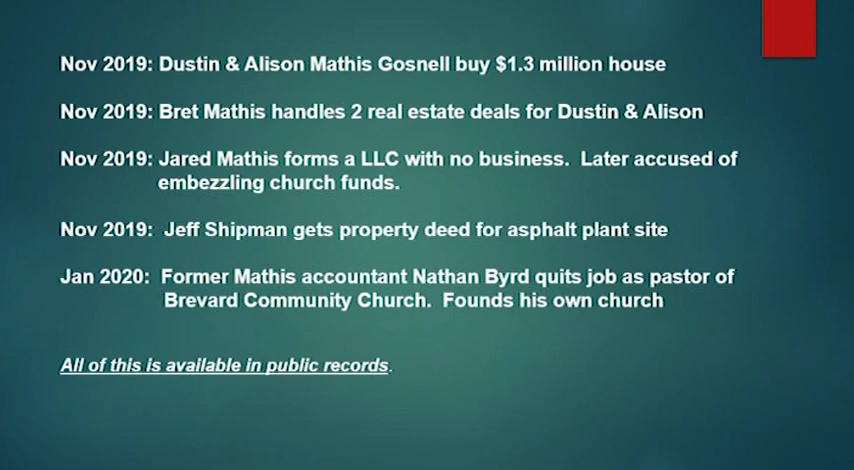 Nov 2019: Dustin & Alison Mathis Gosnell buy $1.3 million house
Nov 2019: Bret Mathis handles 2 real estate deals for Dustin & Alison
Nov 2019: Jared Mathis forms a LLC with no business.  Later accused of
embezzling church funds.
Nov 2019:  Jeff Shipman gets property deed for asphalt plant site
Jan 2020:  Former Mathis accountant Nathan Byrd quits job as pastor of
Brevard Community Church.  Founds his own church
All of this is available in public records.